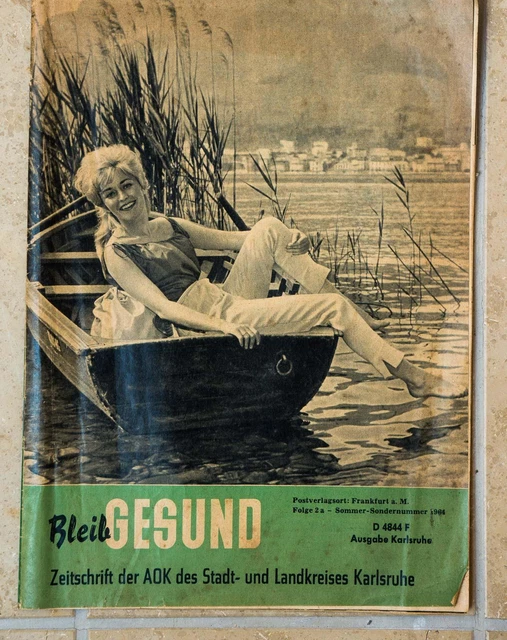 Bleib GESUND
Postverlagsort: Frankfurt a. M.
Folge 2a – Sommer-Sondernummer 1964
D 4844 F
Ausgabe Karlsruhe
Zeitschrift der AOK des Stadt- und Landkreises Karlsruhe